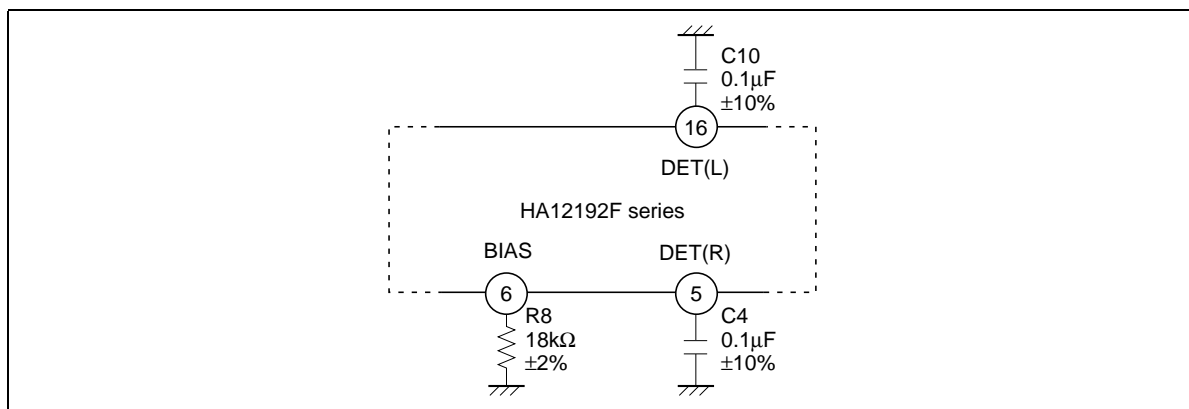 C10
0.1μF
±10%
16
DET(L)
HA12192F series
BIAS
DET(R)
6
5
R8
18kΩ
±2%
C4
0.1μF
±10%